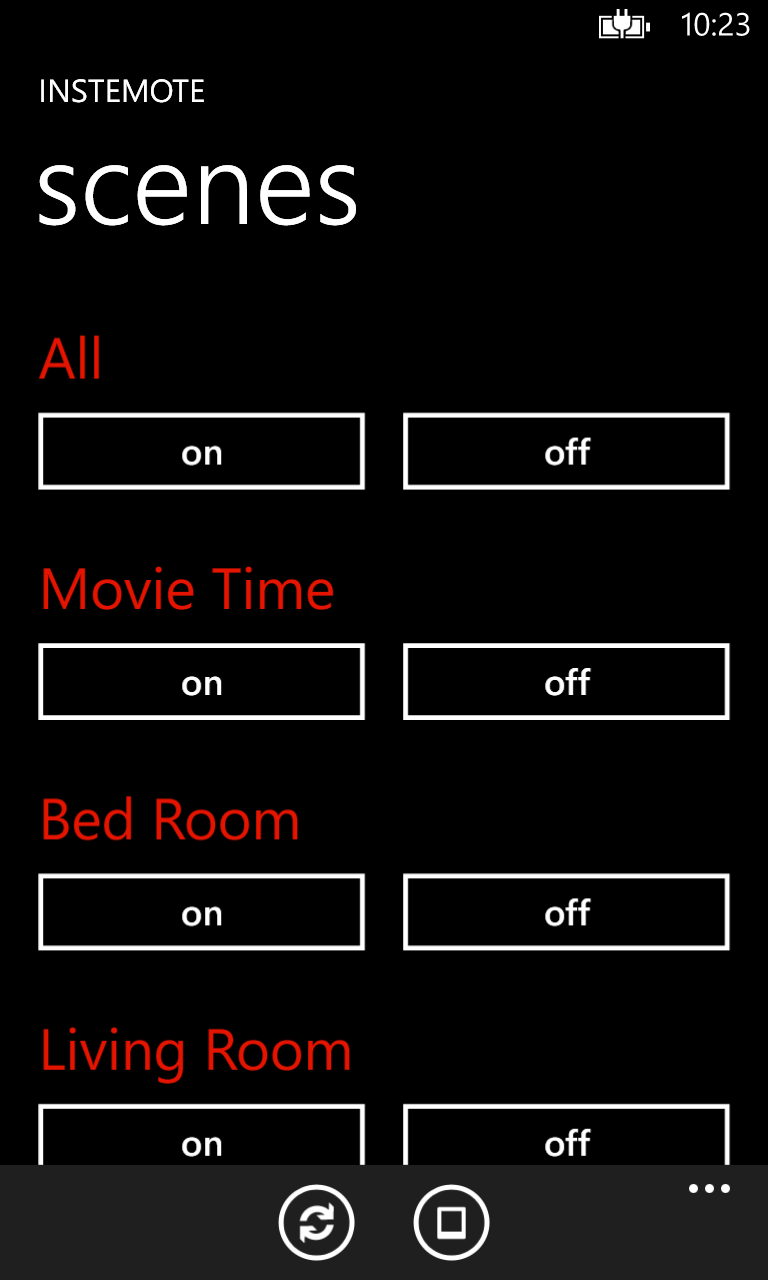 10:23
INSTEMOTE
scenes
All
on off
Movie Time
on off
Bed Room
on off
Living Room
on off